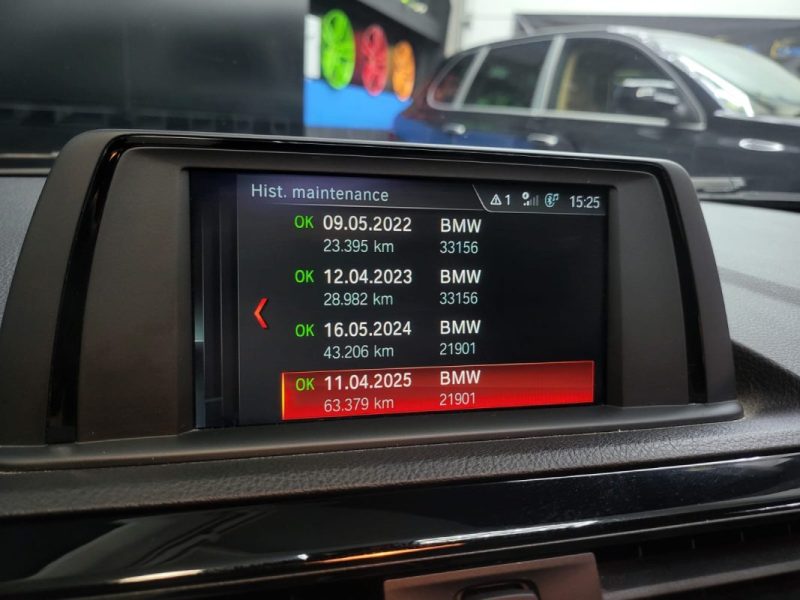 Hist. maintenance 1 15:25
OK 09.05.2022 BMW
23.395 km 33156
OK 12.04.2023 BMW
28.982 km 33156
OK 16.05.2024 BMW
43.206 km 21901
OK 11.04.2025 BMW
63.379 km 21901